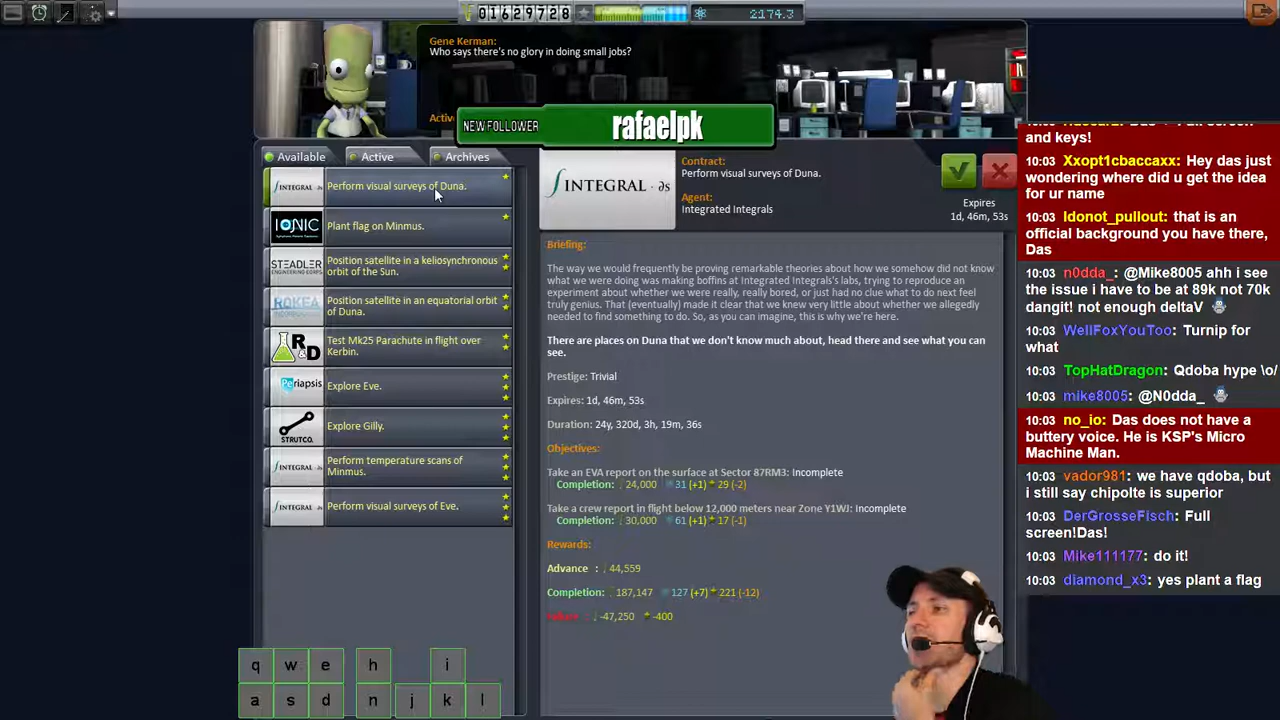 01629728
2174.3
Gene Kerman:
Who says there's no glory in doing small jobs?
Active
NEW FOLLOWER
rafaelpk
Available
Active
Archives
INTEGRAL
Perform visual surveys of Duna.
IONIC
Plant flag on Minmus.
STEADLER
ENGINEERING CORPS
Position satellite in a keliosynchronous
orbit of the Sun.
ROKEA
Position satellite in an equatorial orbit
of Duna.
R&D
Test Mk25 Parachute in flight over
Kerbin.
Periapsis
Explore Eve.
STRUTCO.
Explore Gilly.
INTEGRAL
Perform temperature scans of
Minmus.
INTEGRAL
Perform visual surveys of Eve.
∫INTEGRAL · ∂s
Contract:
Perform visual surveys of Duna.
Agent:
Integrated Integrals
Expires
1d, 46m, 53s
Briefing:
The way we would frequently be proving remarkable theories about how we somehow did not know
what we were doing was making boffins at Integrated Integrals's labs, trying to reproduce an
experiment about whether we were really, really bored, or just had no clue what to do next feel
truly genius. That (eventually) made it clear that we knew very little about whether we allegedly
needed to find something to do. So, as you can imagine, this is why we're here.
There are places on Duna that we don't know much about, head there and see what you can
see.
Prestige: Trivial
Expires: 1d, 46m, 53s
Duration: 24y, 320d, 3h, 19m, 36s
Objectives:
Take an EVA report on the surface at Sector 87RM3: Incomplete
Completion: 24,000 31 (+1) 29 (-2)
Take a crew report in flight below 12,000 meters near Zone Y1WJ: Incomplete
Completion: 30,000 61 (+1) 17 (-1)
Rewards:
Advance : 44,559
Completion: 187,147 127 (+7) 221 (-12)
-47,250 -400
and keys!
10:03 Xxopt1cbaccaxx: Hey das just
wondering where did u get the idea
for ur name
10:03 Idonot_pullout: that is an
official background you have there,
Das
10:03 n0dda_: @Mike8005 ahh i see
the issue i have to be at 89k not 70k
dangit! not enough deltaV
10:03 WellFoxYouToo: Turnip for
what
10:03 TopHatDragon: Qdoba hype \o/
10:03 mike8005: @N0dda_
10:03 no_io: Das does not have a
buttery voice. He is KSP's Micro
Machine Man.
10:03 vador981: we have qdoba, but
i still say chipolte is superior
10:03 DerGrosseFisch: Full
screen!Das!
10:03 Mike111177: do it!
10:03 diamond_x3: yes plant a flag
q w e h i
a s d n j k l